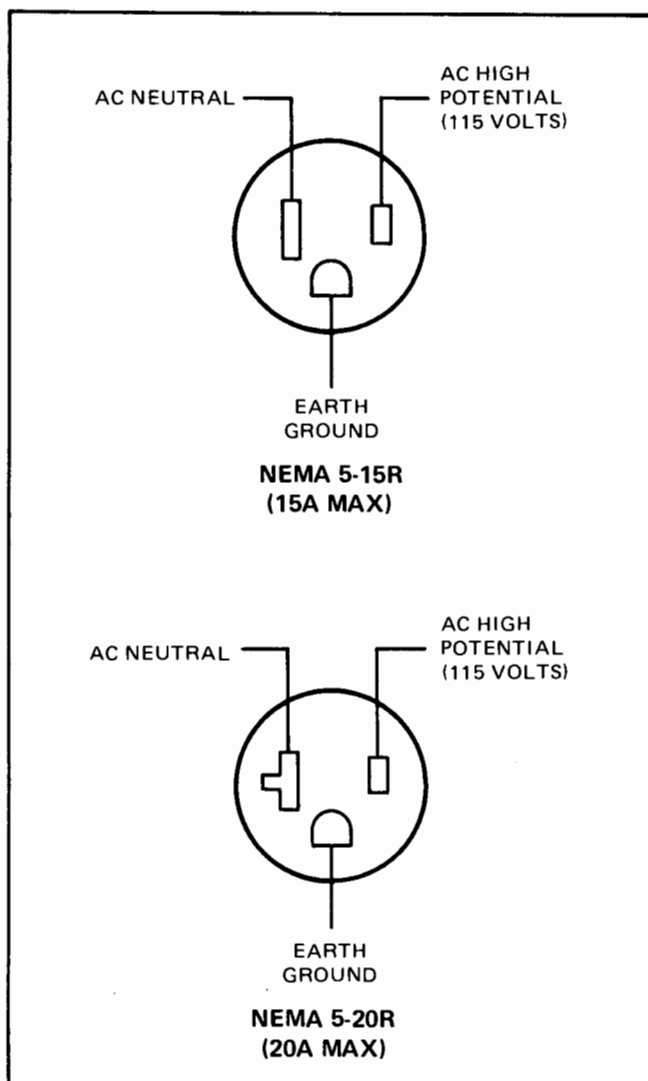 AC NEUTRAL
AC HIGH
POTENTIAL
(115 VOLTS)
EARTH
GROUND
NEMA 5-15R
(15A MAX)
AC NEUTRAL
AC HIGH
POTENTIAL
(115 VOLTS)
EARTH
GROUND
NEMA 5-20R
(20A MAX)